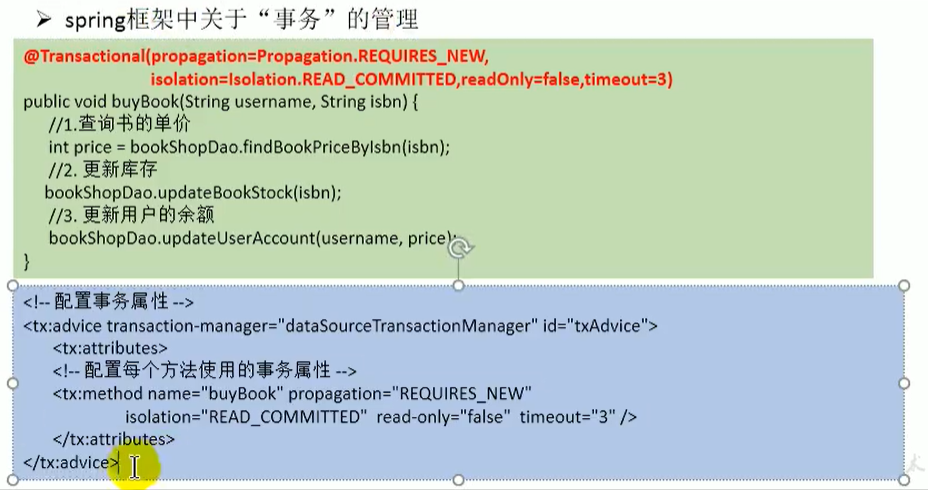 ➢ spring框架中关于“事务”的管理
@Transactional(propagation=Propagation.REQUIRES_NEW,
isolation=Isolation.READ_COMMITTED,readOnly=false,timeout=3)
public void buyBook(String username, String isbn) {
//1.查询书的单价
int price = bookShopDao.findBookPriceByIsbn(isbn);
//2. 更新库存
bookShopDao.updateBookStock(isbn);
//3. 更新用户的余额
bookShopDao.updateUserAccount(username, price);
}
<!-- 配置事务属性 -->
<tx:advice transaction-manager="dataSourceTransactionManager" id="txAdvice">
<tx:attributes>
<!-- 配置每个方法使用的事务属性 -->
<tx:method name="buyBook" propagation="REQUIRES_NEW"
isolation="READ_COMMITTED" read-only="false" timeout="3" />
</tx:attributes>
</tx:advice>